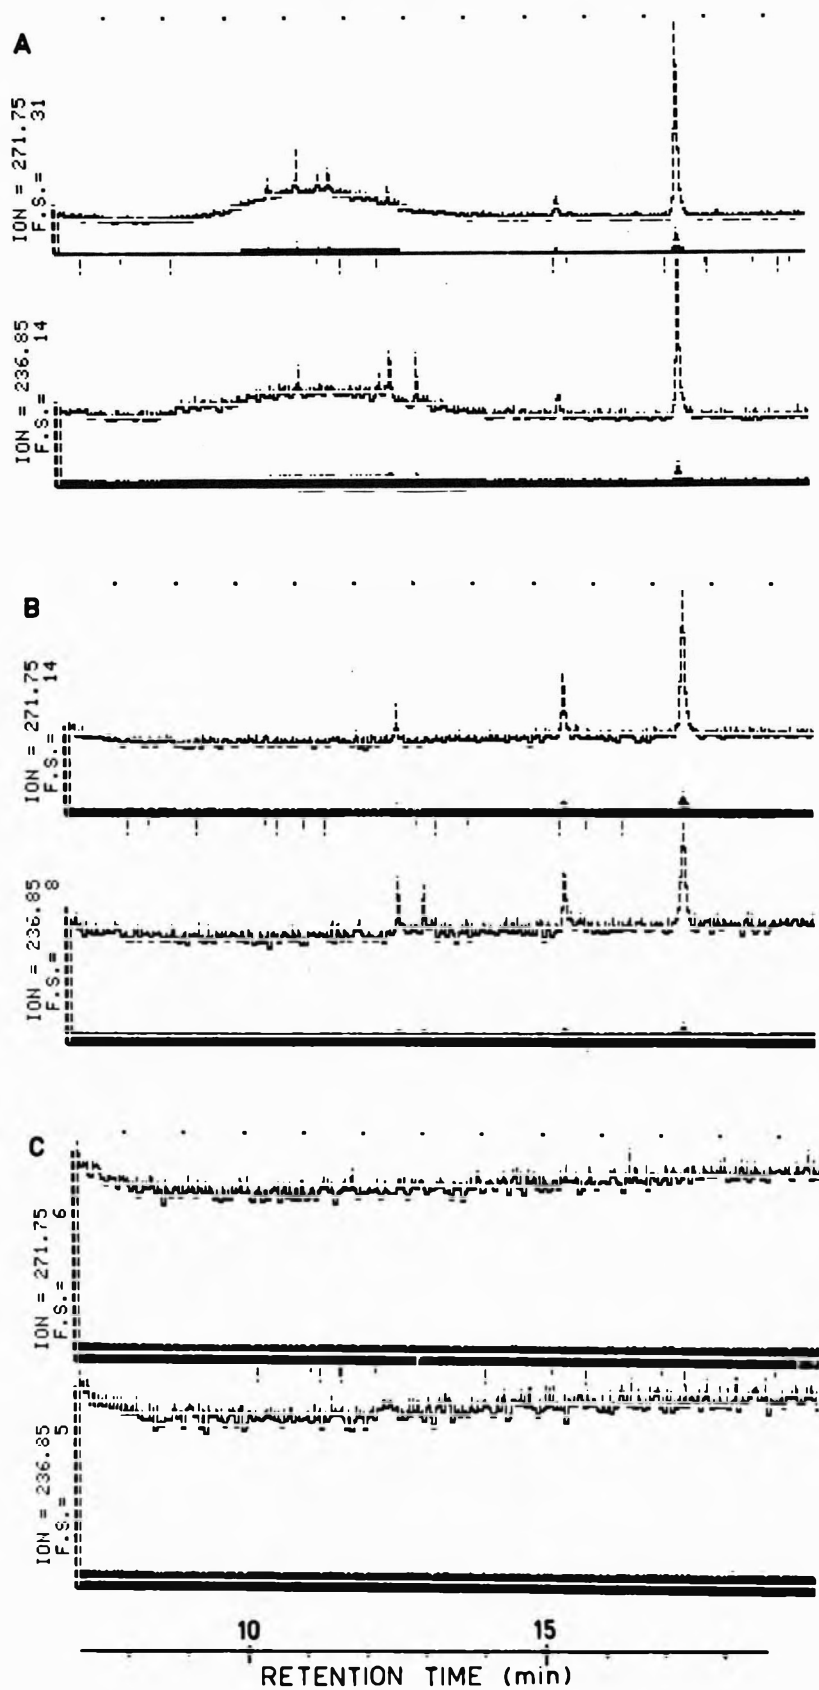 A
ION = 271.75
F.S.= 31
ION = 236.85
F.S.= 14
B
ION = 271.75
F.S.= 14
ION = 236.85
F.S.= 8
C
ION = 271.75
F.S.= 6
ION = 236.85
F.S.= 5
10 15
RETENTION TIME (min)